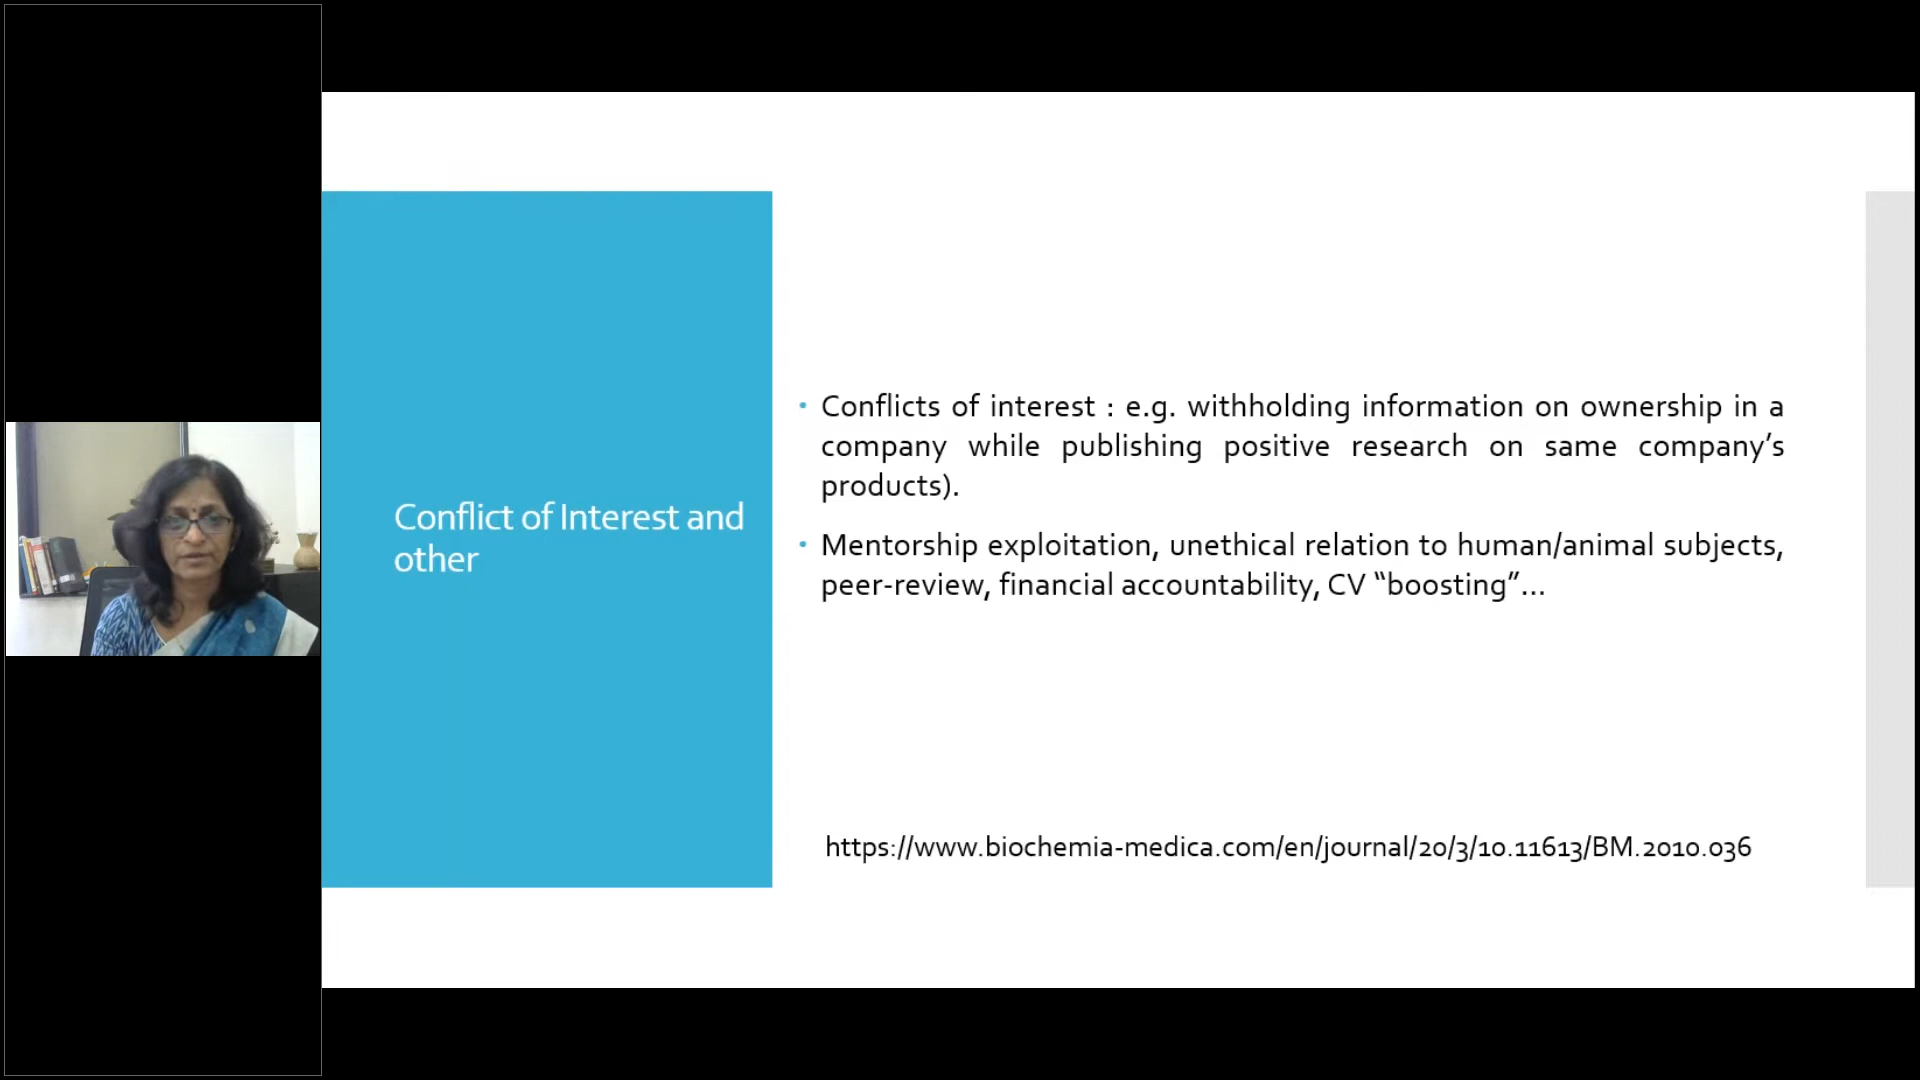 Conflict of Interest and
other
• Conflicts of interest : e.g. withholding information on ownership in a
company while publishing positive research on same company’s
products).
• Mentorship exploitation, unethical relation to human/animal subjects,
peer-review, financial accountability, CV “boosting”...
https://www.biochemia-medica.com/en/journal/20/3/10.11613/BM.2010.036